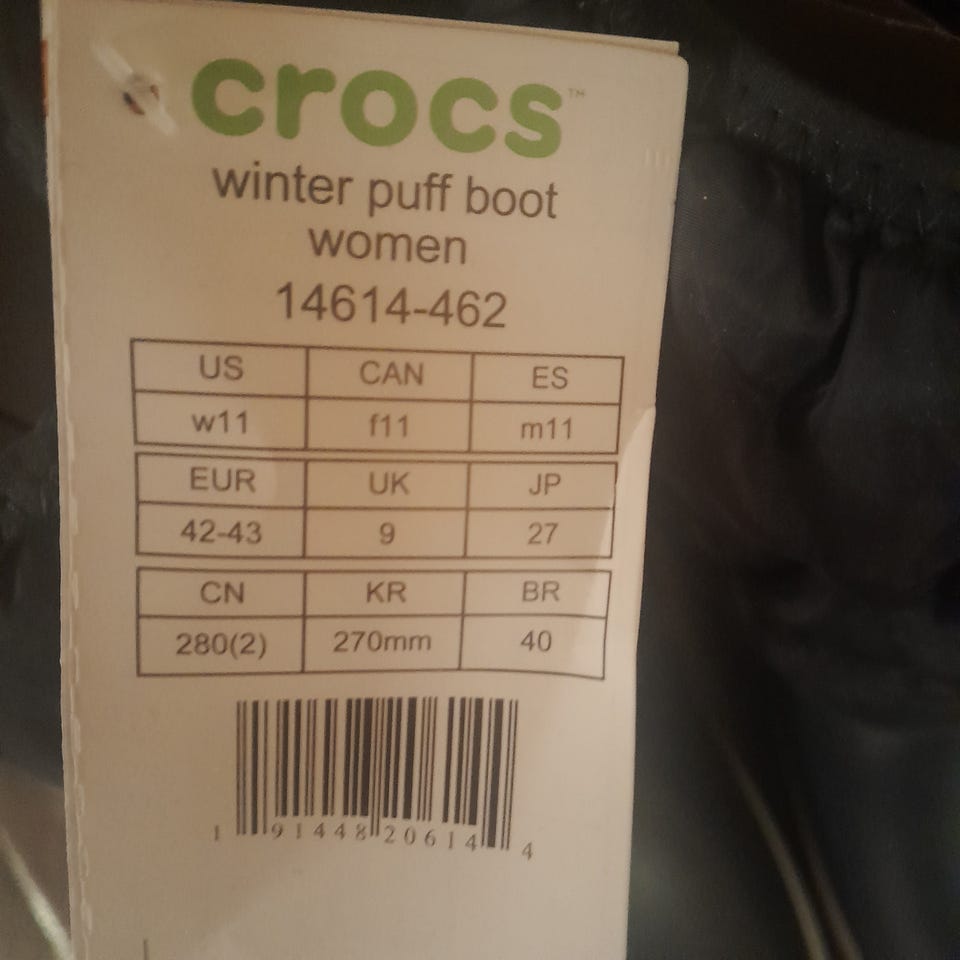 crocs™
winter puff boot
women
14614-462
US CAN ES
w11 f11 m11
EUR UK JP
42-43 9 27
CN KR BR
280(2) 270mm 40
1 91448 20614 4